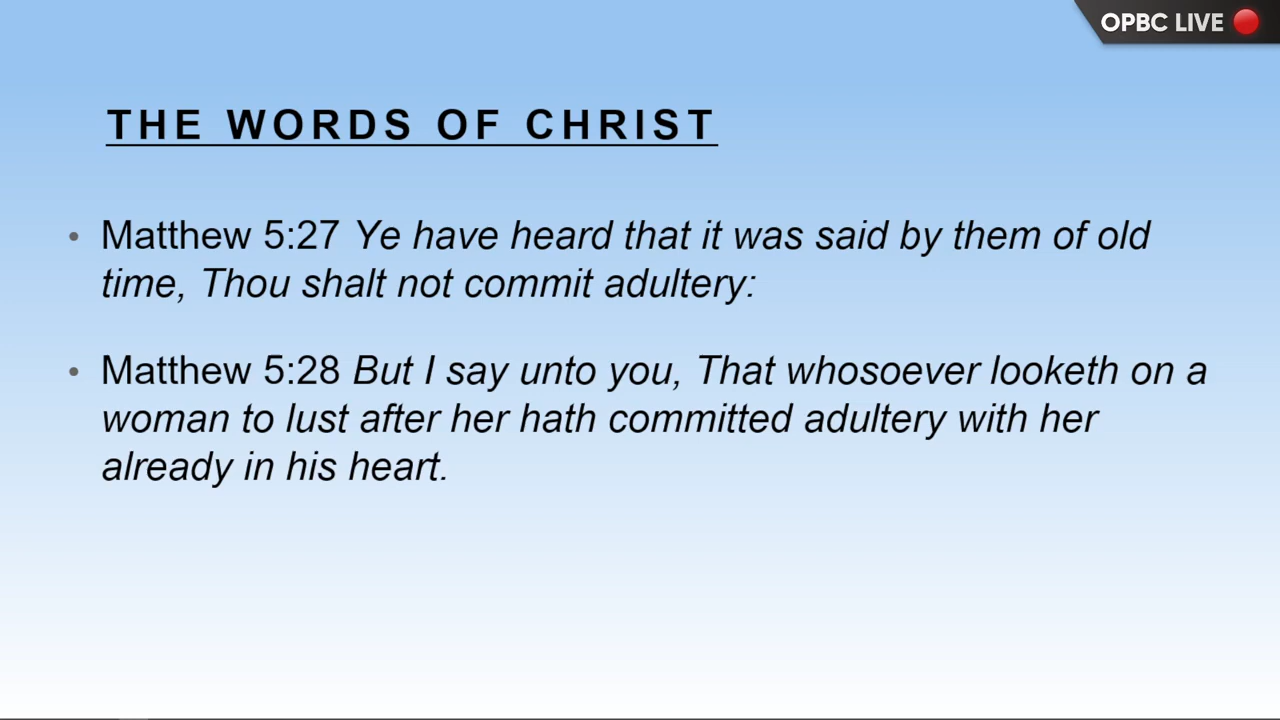 OPBC LIVE
THE WORDS OF CHRIST
• Matthew 5:27 Ye have heard that it was said by them of old
time, Thou shalt not commit adultery:
• Matthew 5:28 But I say unto you, That whosoever looketh on a
woman to lust after her hath committed adultery with her
already in his heart.